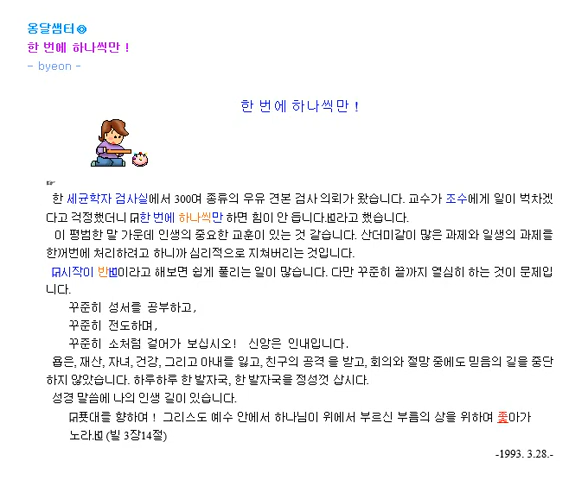 옹달샘터❸
한 번에 하나씩만 !
- byeon -
한 번에 하나씩만 !
☞
한 세균학자 검사실에서 300여 종류의 우유 견본 검사 의뢰가 왔습니다. 교수가 조수에게 일이 벅차겠
다고 걱정했더니 『한 번에 하나씩만 하면 힘이 안 듭니다.』라고 했습니다.
이 평범한 말 가운데 인생의 중요한 교훈이 있는 것 같습니다. 산더미같이 많은 과제와 일생의 과제를
한꺼번에 처리하려고 하니까 심리적으로 지쳐버리는 것입니다.
『시작이 반』이라고 해보면 쉽게 풀리는 일이 많습니다. 다만 꾸준히 끝까지 열심히 하는 것이 문제입
니다.
꾸준히 성서를 공부하고,
꾸준히 전도하며,
꾸준히 소처럼 걸어가 보십시오! 신앙은 인내입니다.
욥은, 재산, 자녀, 건강, 그리고 아내를 잃고, 친구의 공격 을 받고, 회의와 절망 중에도 믿음의 길을 중단
하지 않았습니다. 하루하루 한 발자국, 한 발자국을 정성껏 삽시다.
성경 말씀에 나의 인생 길이 있습니다.
『푯대를 향하여 ! 그리스도 예수 안에서 하나님이 위에서 부르신 부름의 상을 위하여 좇아가
노라.』 (빌 3장14절)
-1993. 3.28.-